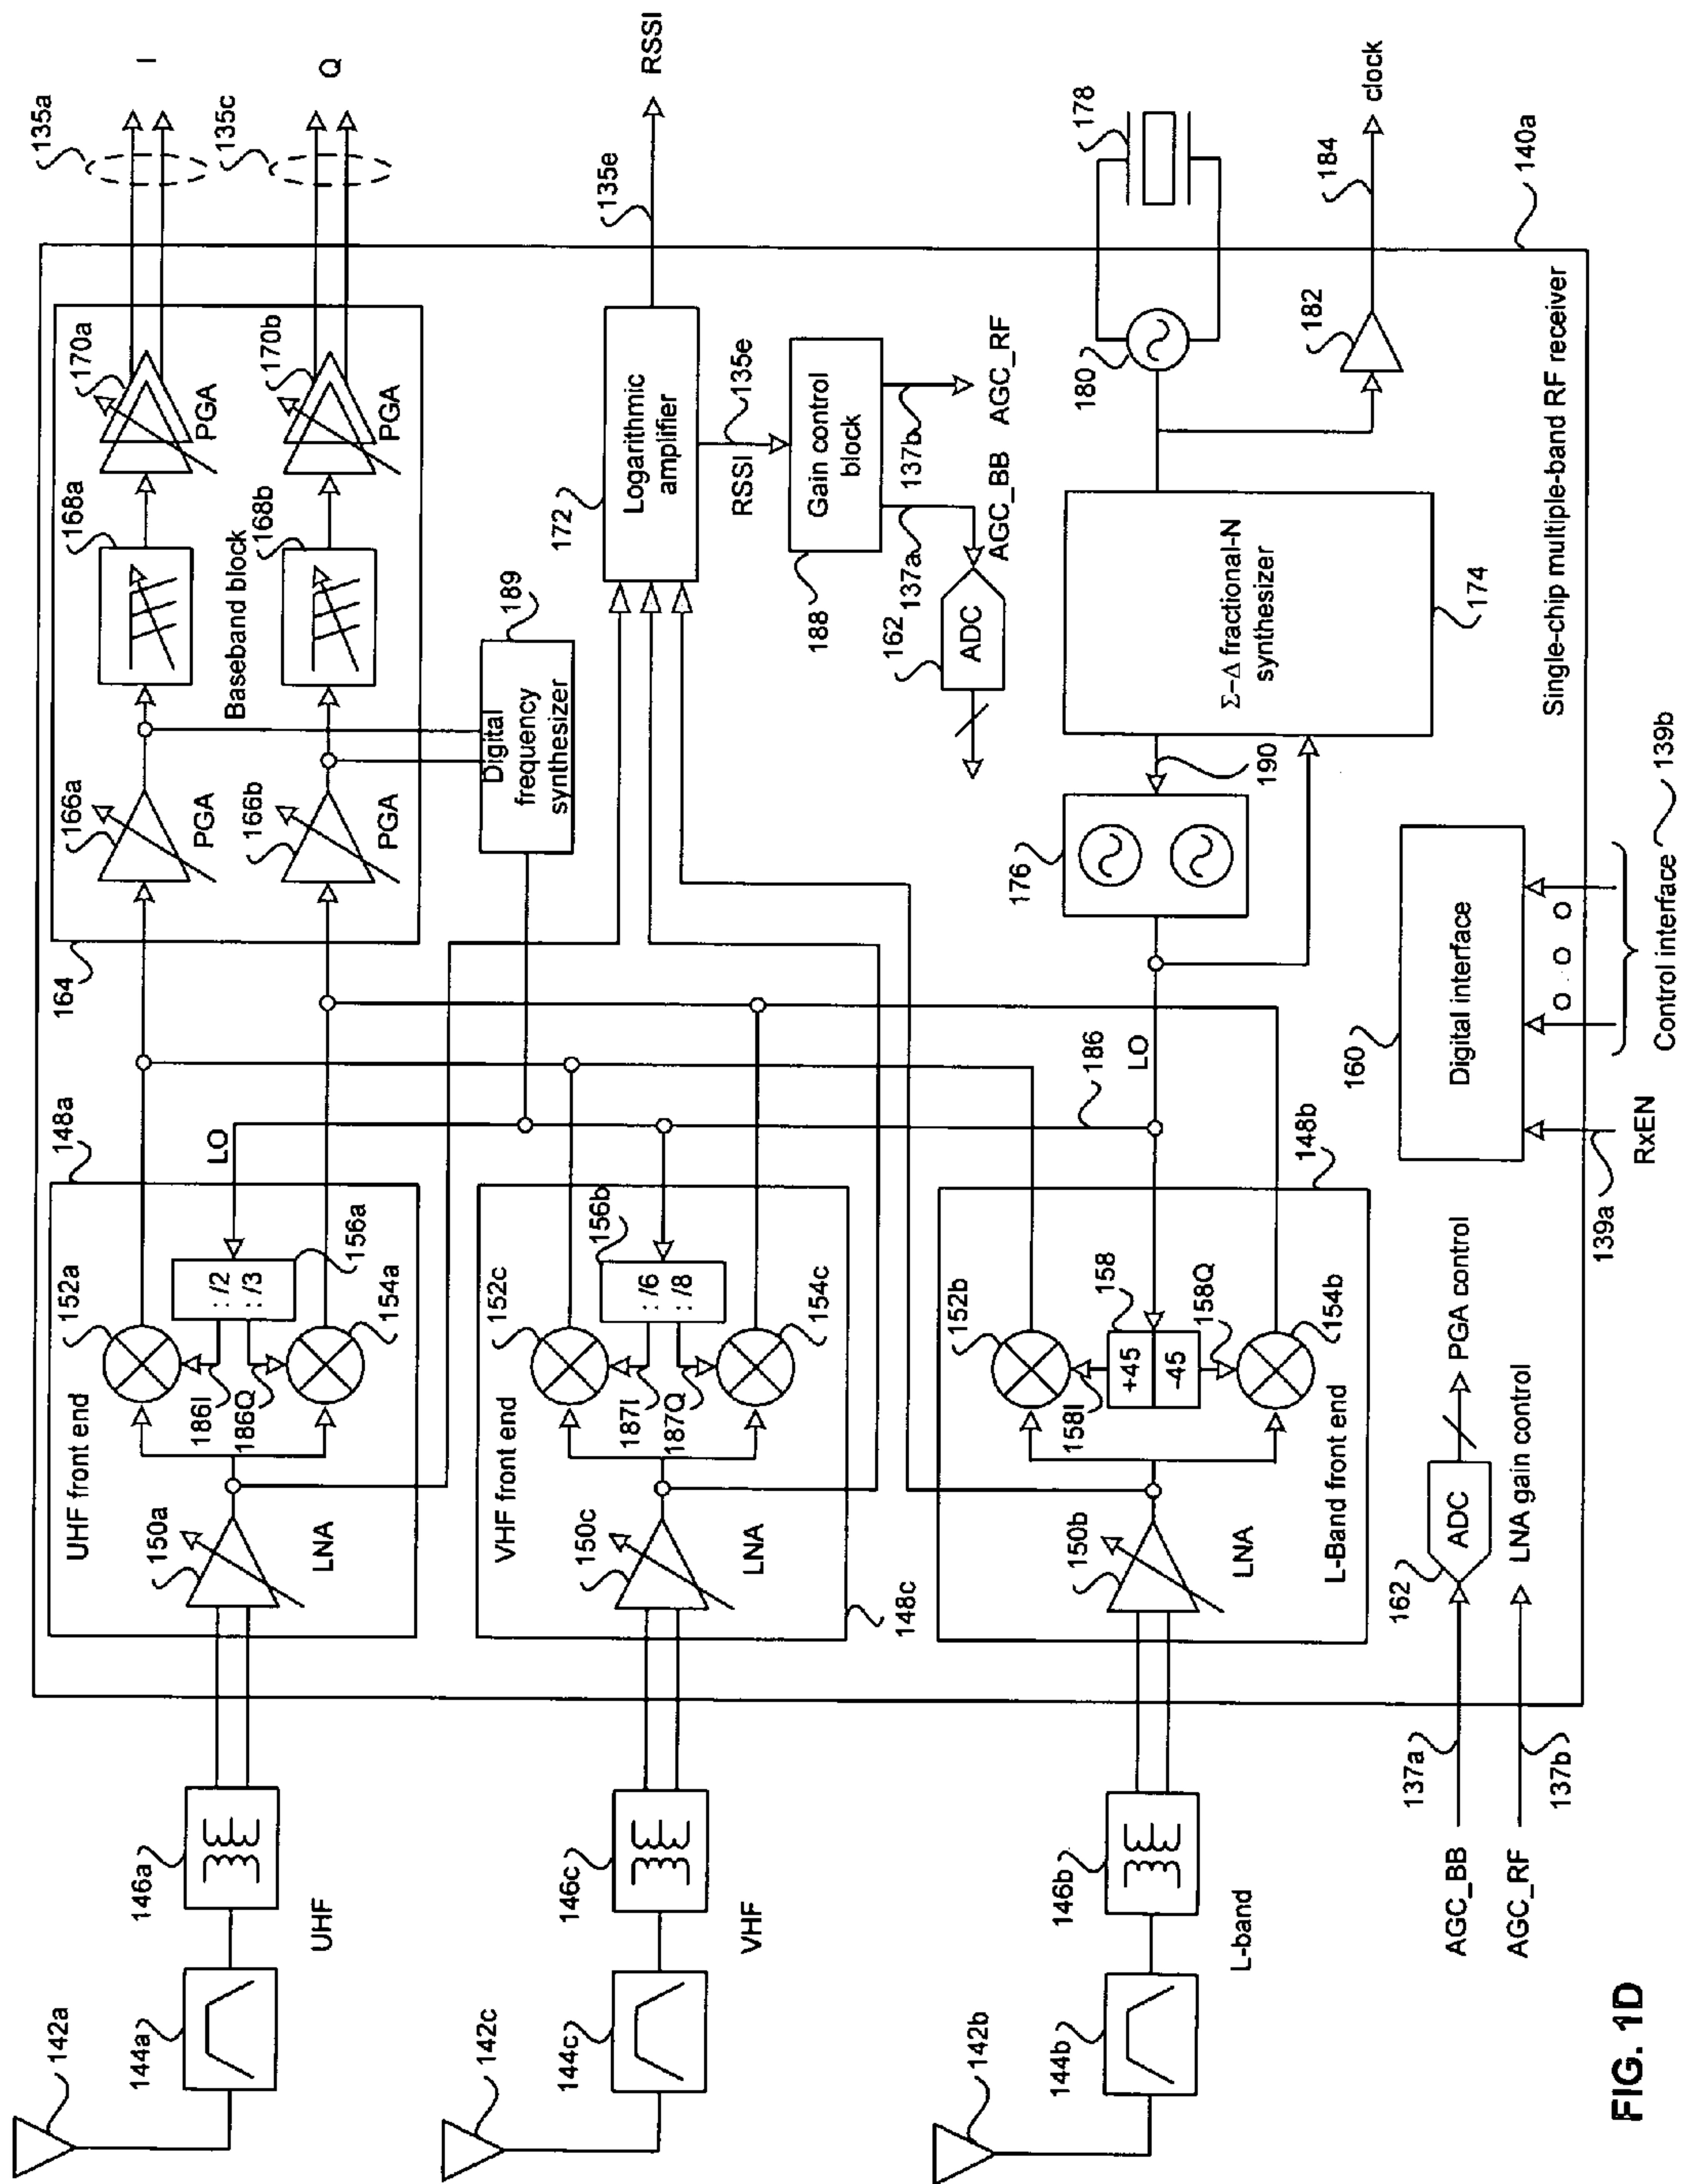 142a
144a
146a
UHF
148a
UHF front end
150a
LNA
152a
LO
: /2
: /3
156a
186I
186Q
154a
164
166a
PGA
166b
PGA
Baseband block
168a
168b
170a
PGA
170b
PGA
135a
I
135c
Q
142c
144c
146c
VHF
VHF front end
150c
LNA
148c
152c
156b
: /6
: /8
187I
187Q
154c
189
Digital
frequency
synthesizer
172
Logarithmic
amplifier
135e
RSSI
RSSI
135e
188
Gain control
block
137a
137b
AGC_BB
AGC_RF
162
ADC
142b
144b
146b
L-band
148b
L-Band front end
150b
LNA
152b
158
+45
-45
158I
158Q
154b
186
LO
176
190
Σ–Δ fractional-N
synthesizer
174
180
178
182
184
clock
AGC_BB
137a
162
ADC
PGA control
AGC_RF
137b
LNA gain control
160
Digital interface
139a
RxEN
Control interface
139b
Single-chip multiple-band RF receiver
140a
FIG. 1D